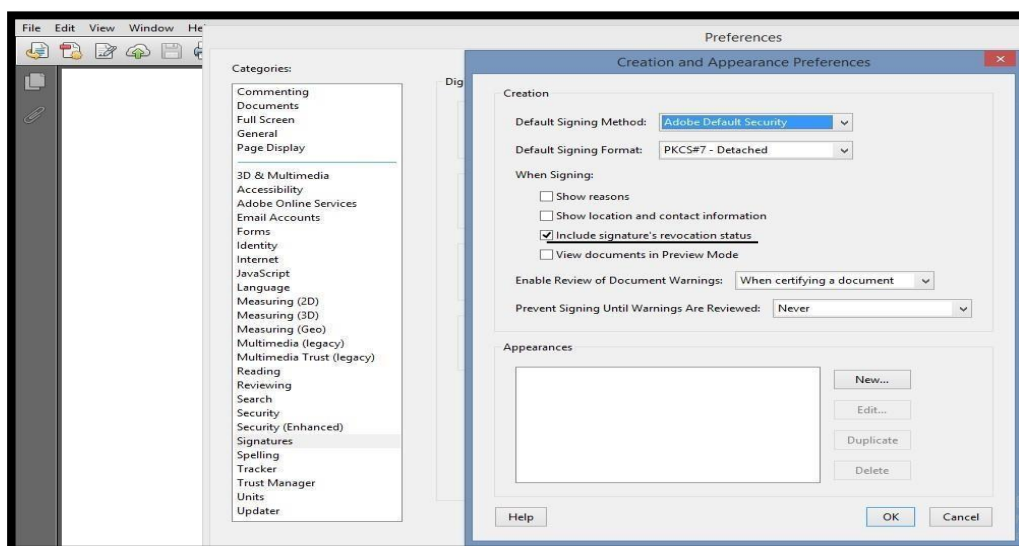 File Edit View Window He
Preferences
Creation and Appearance Preferences
Categories:
Commenting
Documents
Full Screen
General
Page Display
3D & Multimedia
Accessibility
Adobe Online Services
Email Accounts
Forms
Identity
Internet
JavaScript
Language
Measuring (2D)
Measuring (3D)
Measuring (Geo)
Multimedia (legacy)
Multimedia Trust (legacy)
Reading
Reviewing
Search
Security
Security (Enhanced)
Signatures
Spelling
Tracker
Trust Manager
Units
Updater
Dig
Creation
Default Signing Method: Adobe Default Security
Default Signing Format: PKCS#7 - Detached
When Signing:
Show reasons
Show location and contact information
Include signature's revocation status
View documents in Preview Mode
Enable Review of Document Warnings: When certifying a document
Prevent Signing Until Warnings Are Reviewed: Never
Appearances
New...
Edit...
Duplicate
Delete
Help OK Cancel